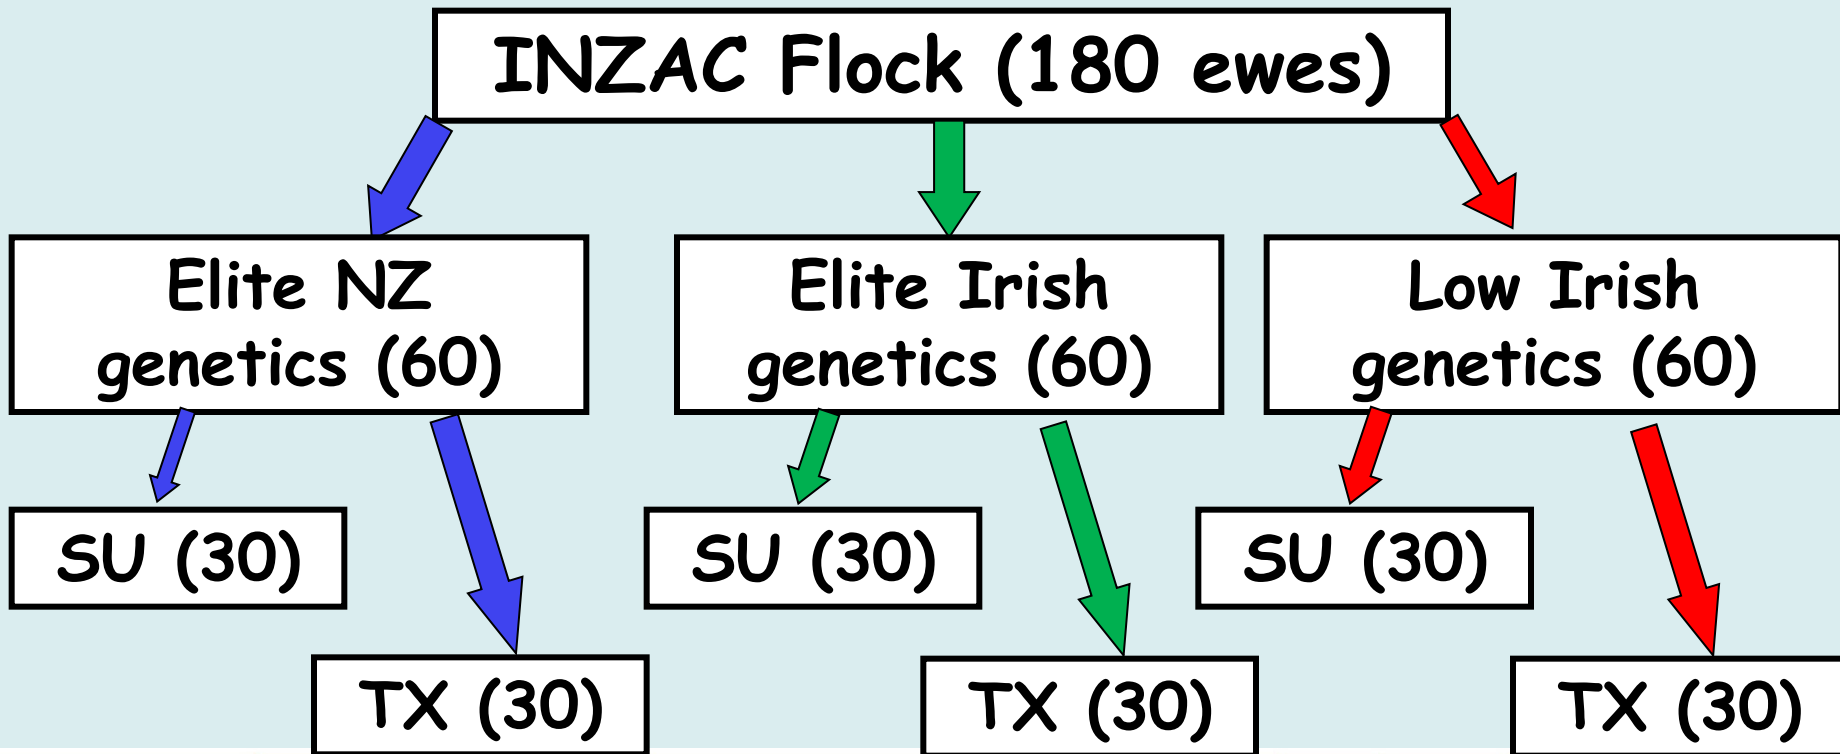 INZAC Flock (180 ewes)
Elite NZ
genetics (60)
Elite Irish
genetics (60)
Low Irish
genetics (60)
SU (30)
SU (30)
SU (30)
TX (30)
TX (30)
TX (30)